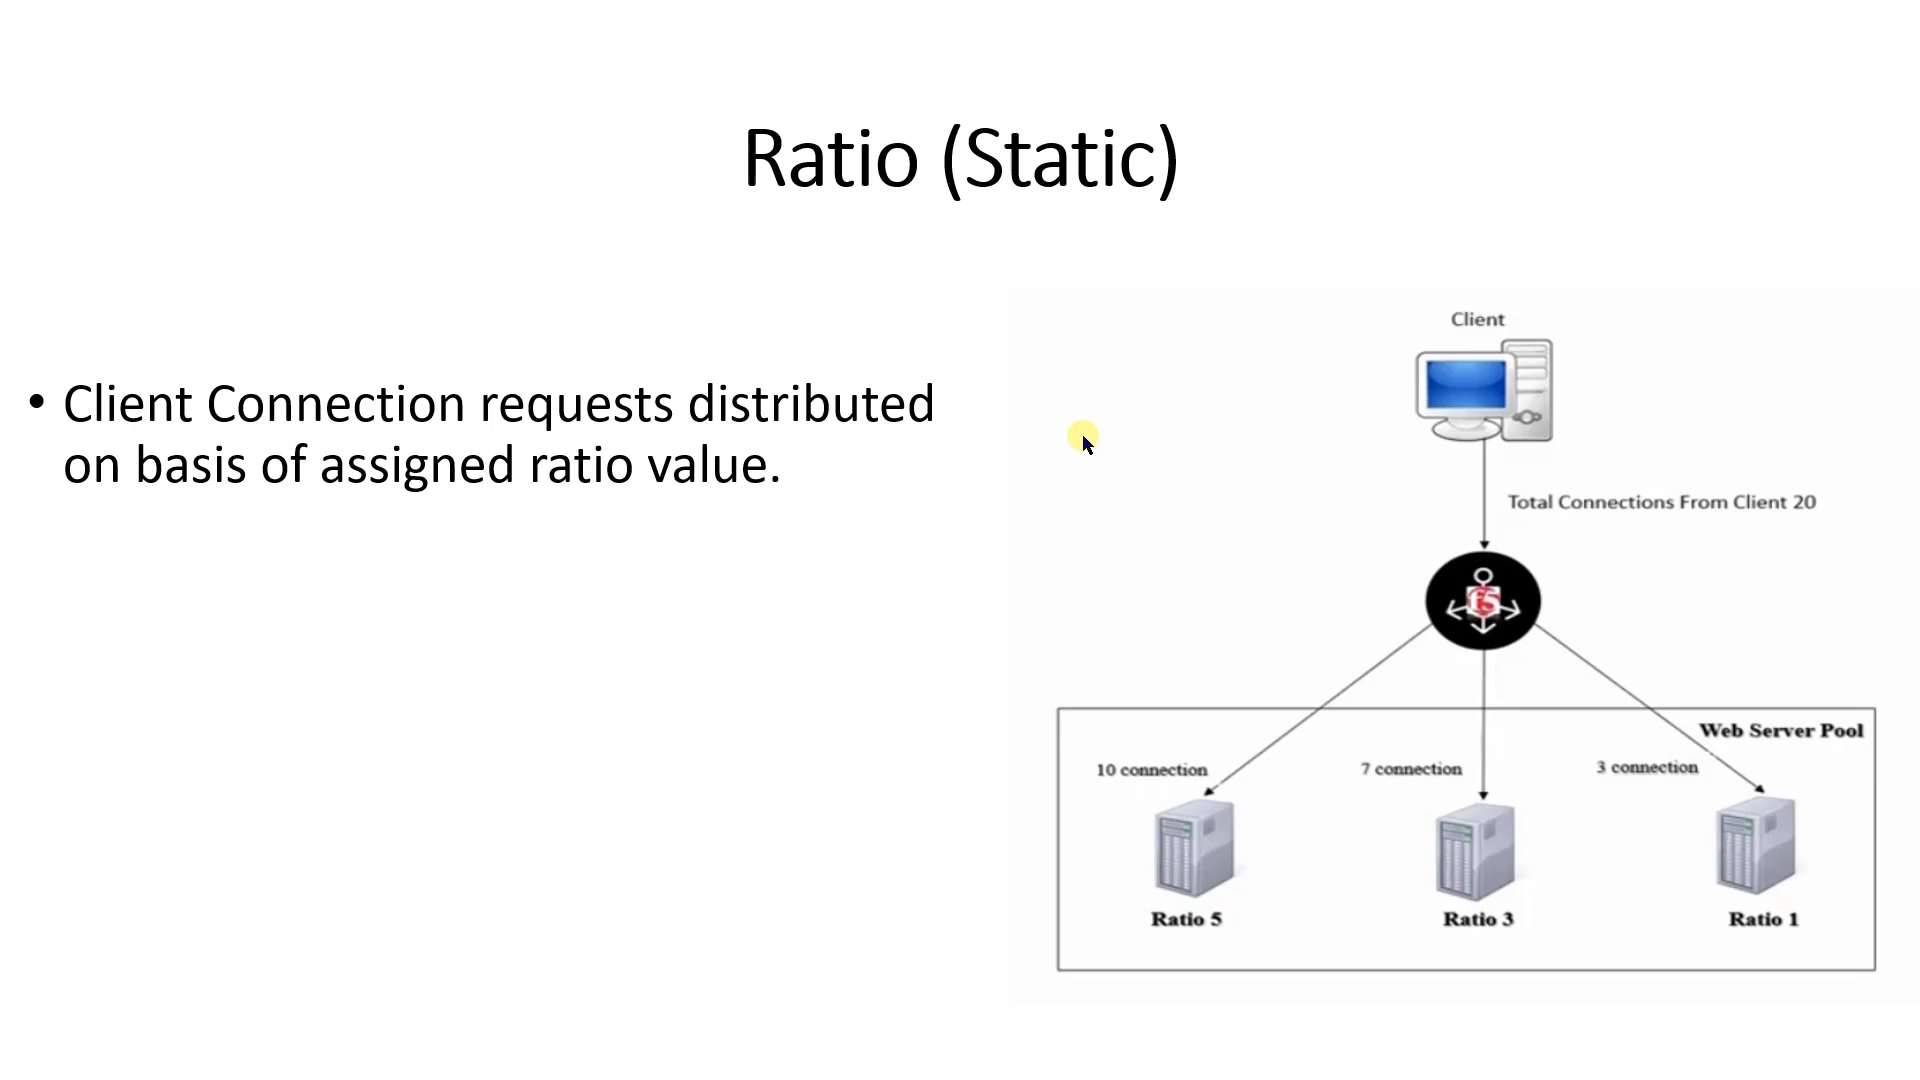 Ratio (Static)
• Client Connection requests distributed
on basis of assigned ratio value.
Client
Total Connections From Client 20
f5
Web Server Pool
10 connection
7 connection
3 connection
Ratio 5
Ratio 3
Ratio 1